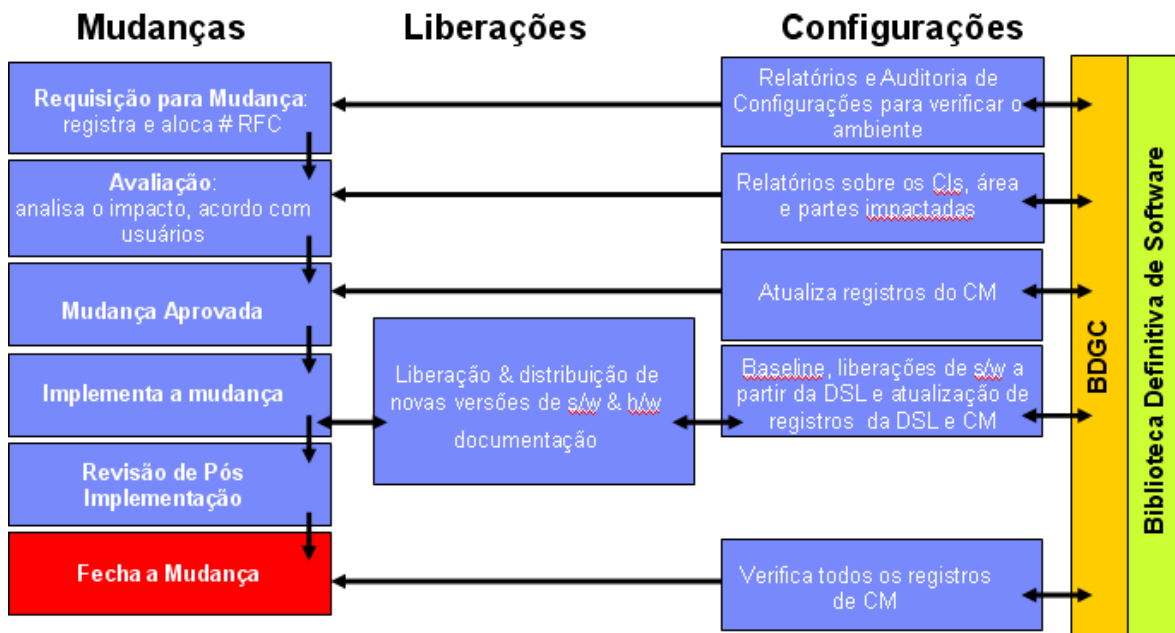 Mudanças
Liberações
Configurações
Requisição para Mudança:
registra e aloca # RFC
Relatórios e Auditoria de
Configurações para verificar o
ambiente
Avaliação:
analisa o impacto, acordo com
usuários
Relatórios sobre os CIs, área
e partes impactadas
Mudança Aprovada
Atualiza registros do CM
Implementa a mudança
Liberação & distribuição de
novas versões de s/w & h/w
documentação
Baseline, liberações de s/w a
partir da DSL e atualização de
registros da DSL e CM
Revisão de Pós
Implementação
Fecha a Mudança
Verifica todos os registros
de CM
BDGC
Biblioteca Definitiva de Software